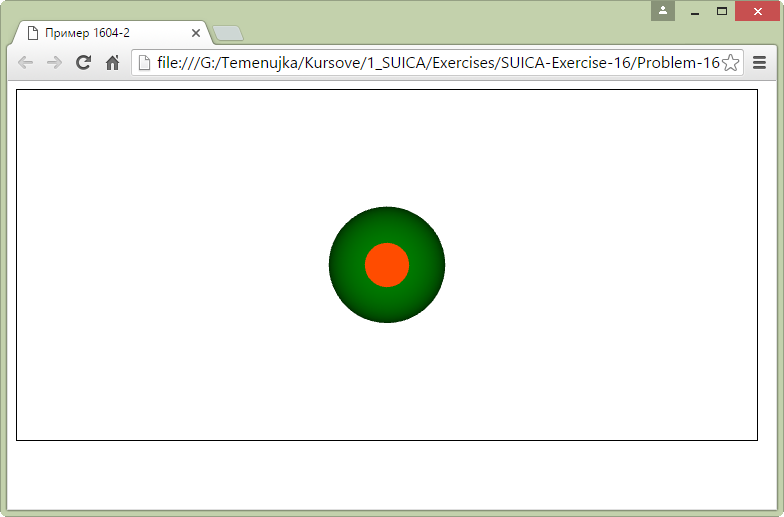 Пример 1604-2
file:///G:/Temenujka/Kursove/1_SUICA/Exercises/SUICA-Exercise-16/Problem-16